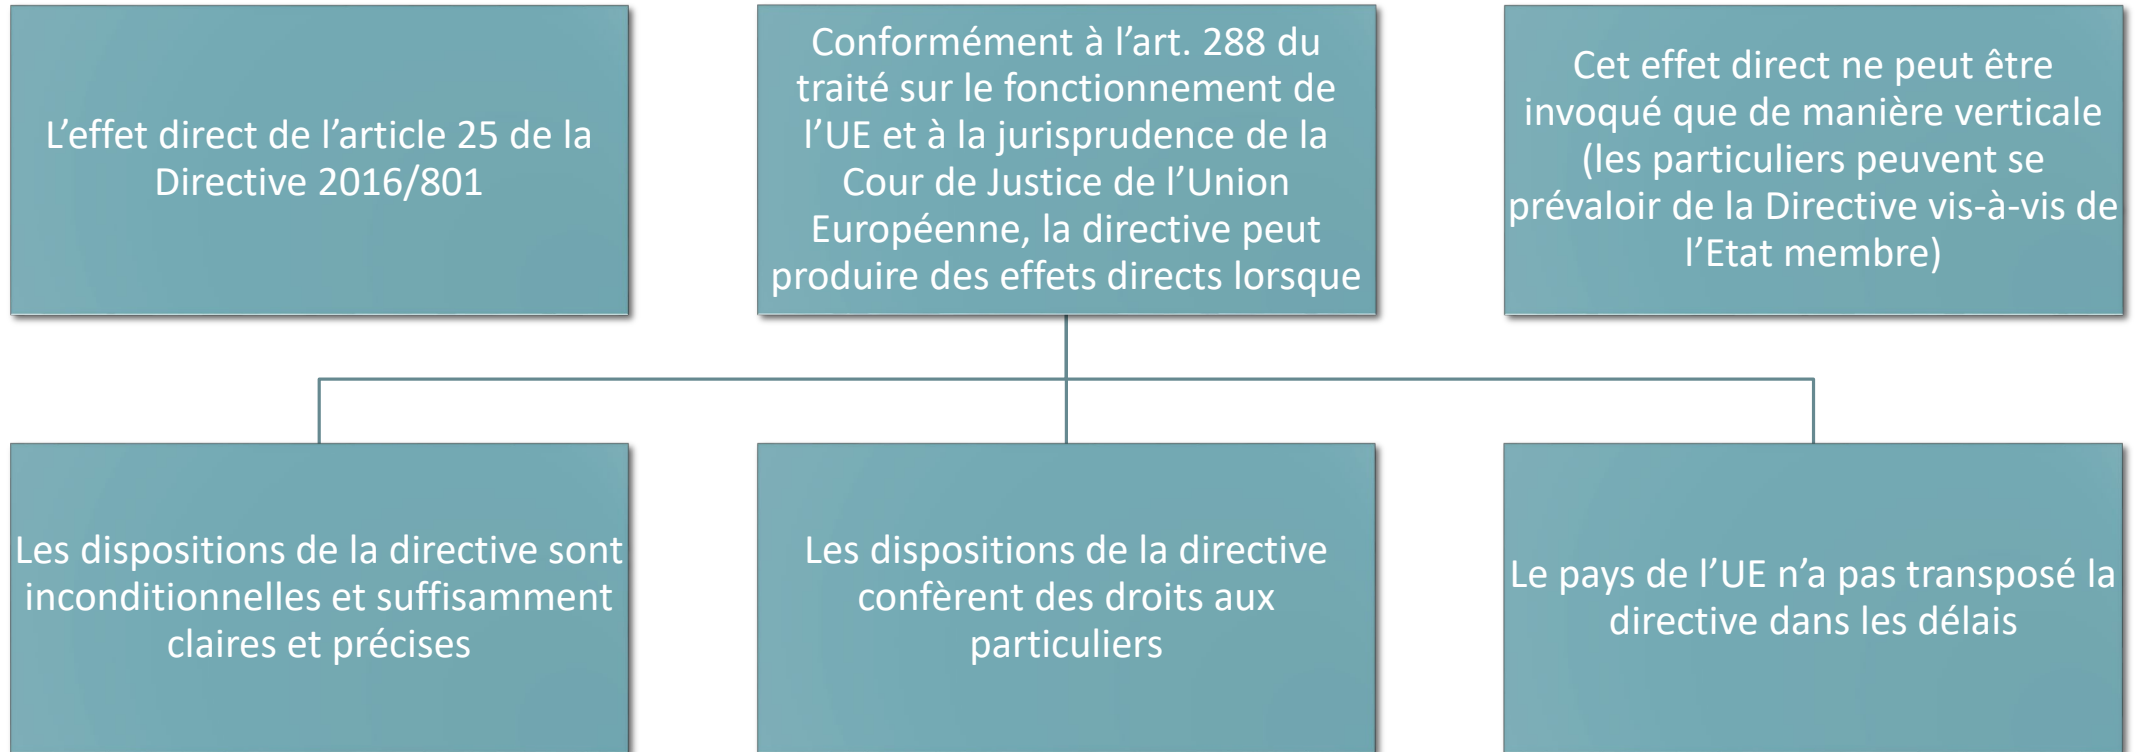 L’effet direct de l’article 25 de la
Directive 2016/801
Conformément à l’art. 288 du
traité sur le fonctionnement de
l’UE et à la jurisprudence de la
Cour de Justice de l’Union
Européenne, la directive peut
produire des effets directs lorsque
Cet effet direct ne peut être
invoqué que de manière verticale
(les particuliers peuvent se
prévaloir de la Directive vis-à-vis de
l’Etat membre)
Les dispositions de la directive sont
inconditionnelles et suffisamment
claires et précises
Les dispositions de la directive
confèrent des droits aux
particuliers
Le pays de l’UE n’a pas transposé la
directive dans les délais